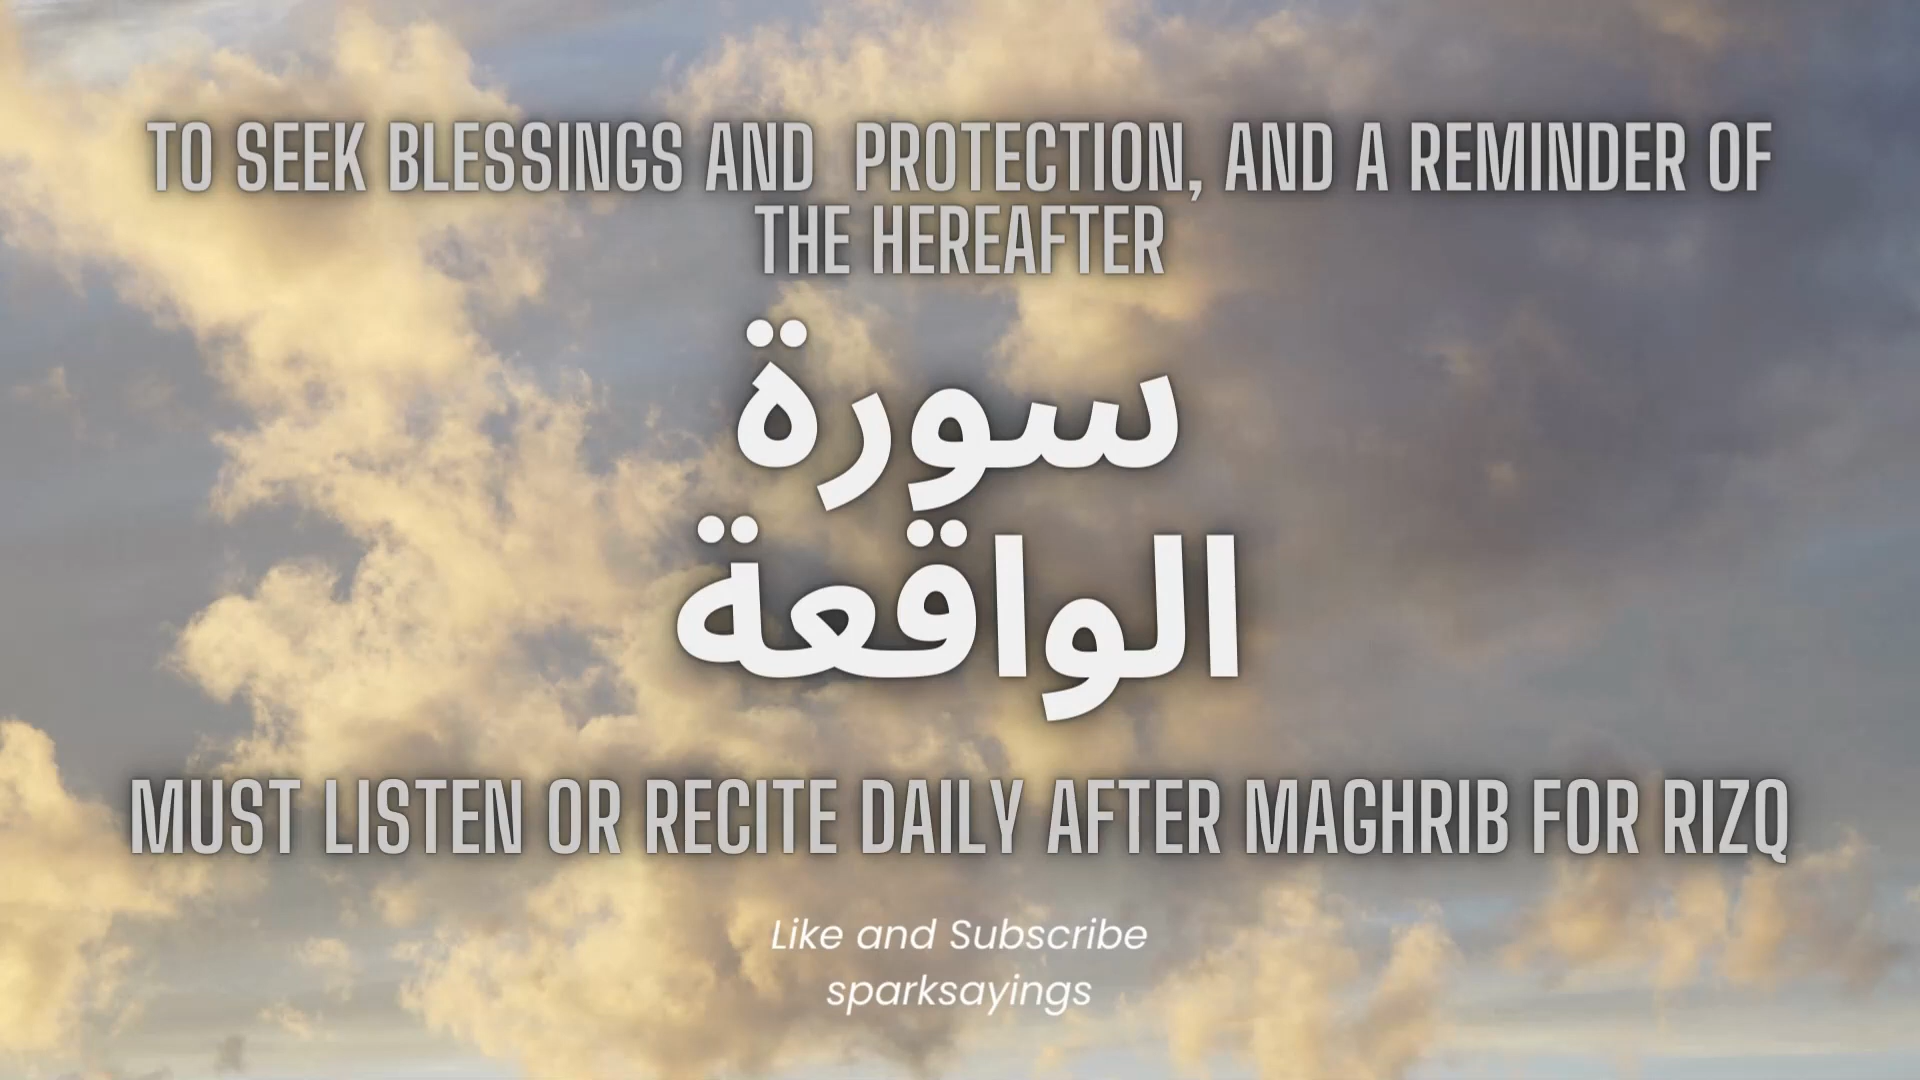 TO SEEK BLESSINGS AND PROTECTION, AND A REMINDER OF
THE HEREAFTER
سورة
الواقعة
MUST LISTEN OR RECITE DAILY AFTER MAGHRIB FOR RIZQ
Like and Subscribe
sparksayings